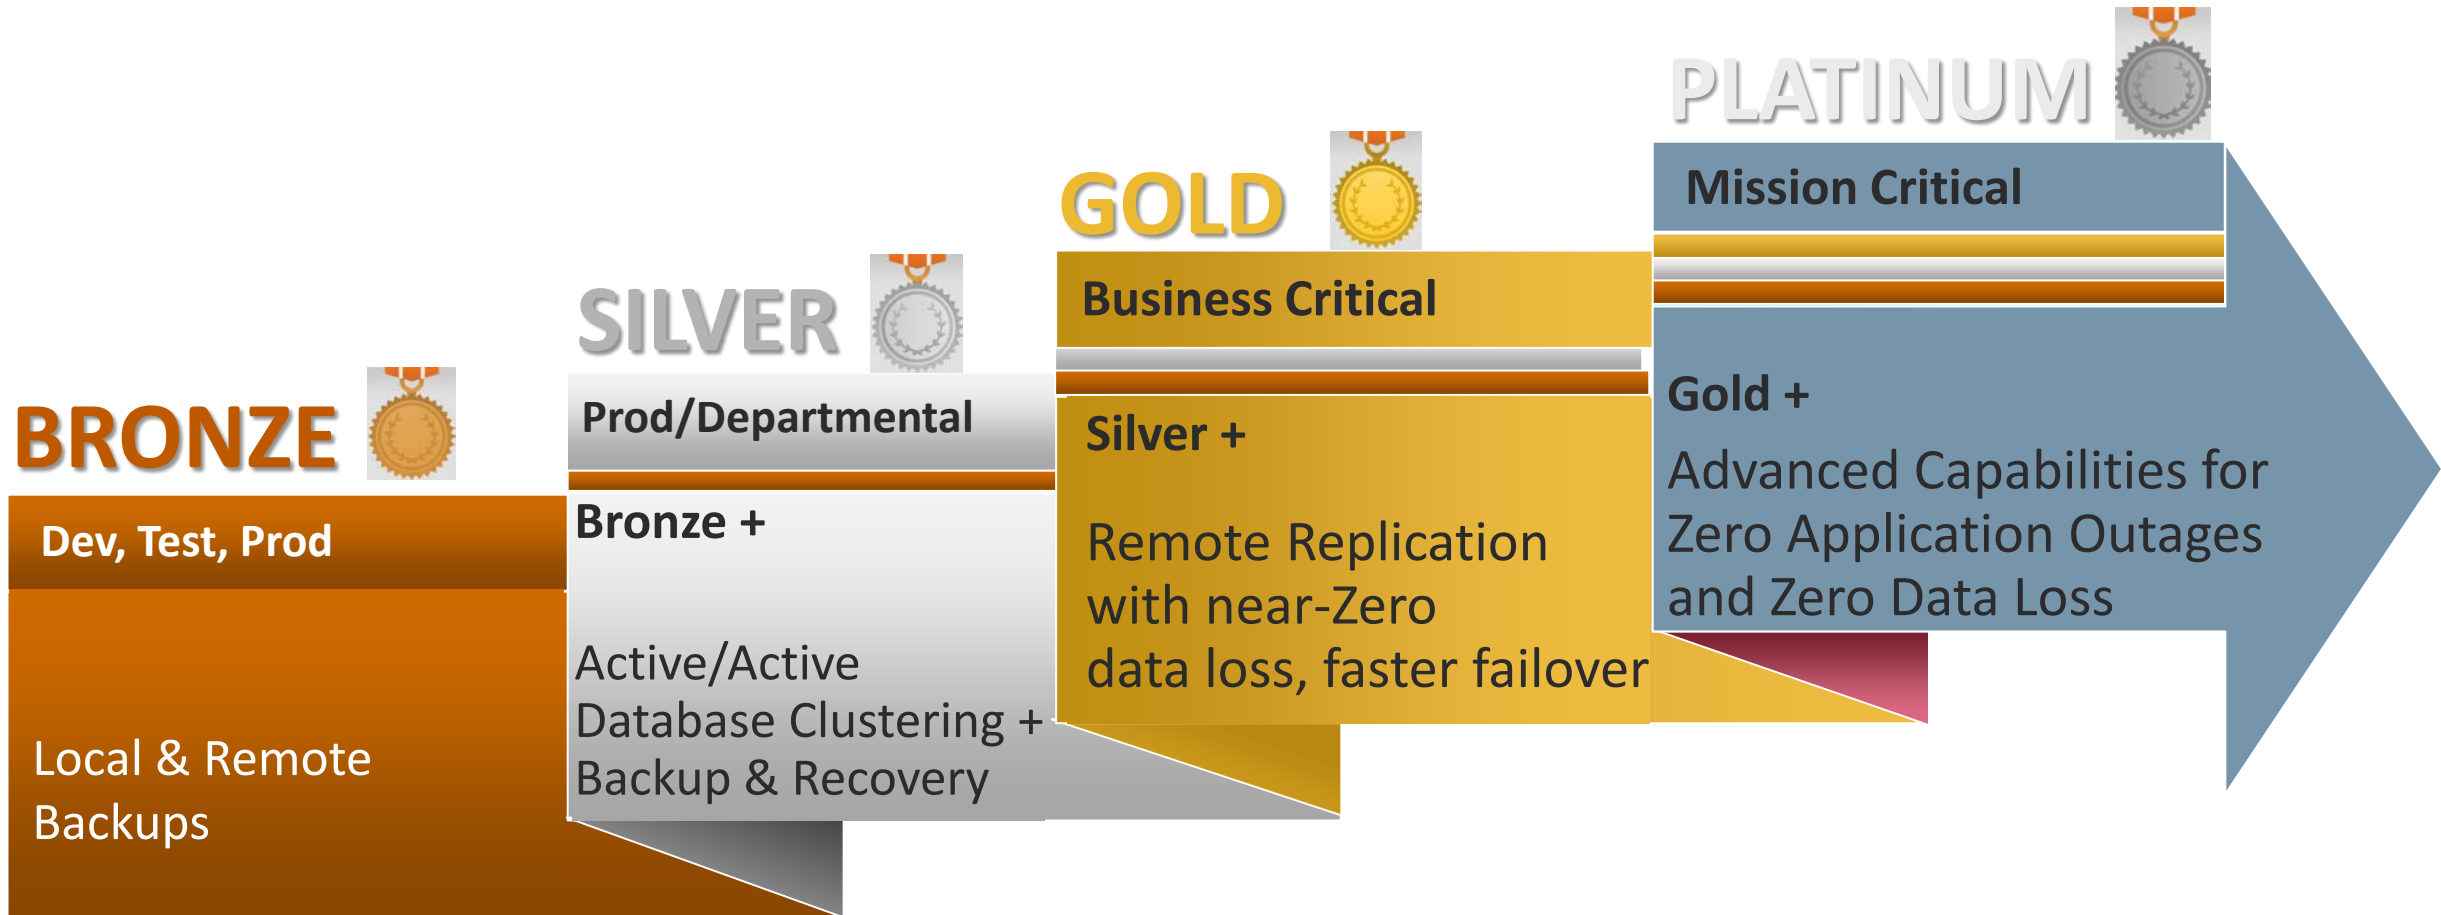 BRONZE
Dev, Test, Prod
Local & Remote
Backups
SILVER
Prod/Departmental
Bronze +
Active/Active
Database Clustering +
Backup & Recovery
GOLD
Business Critical
Silver +
Remote Replication
with near-Zero
data loss, faster failover
PLATINUM
Mission Critical
Gold +
Advanced Capabilities for
Zero Application Outages
and Zero Data Loss